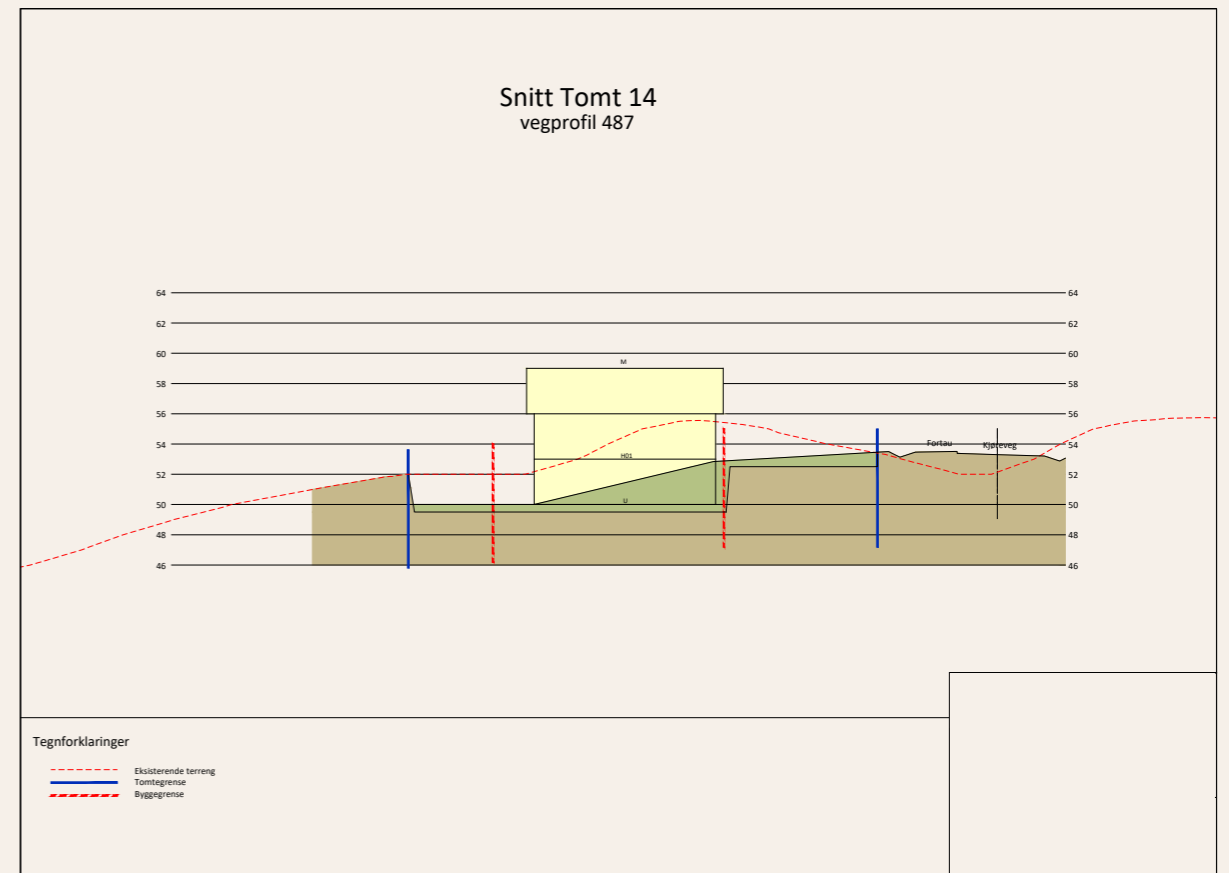 Snitt Tomt 14
vegprofil 487
64 64
62 62
60 60
M
58 58
56 56
54 54
Fortau Kjøreveg
H01
52 52
U
50 50
48 48
46 46
Tegnforklaringer
Eksisterende terreng
Tomtegrense
Byggegrense